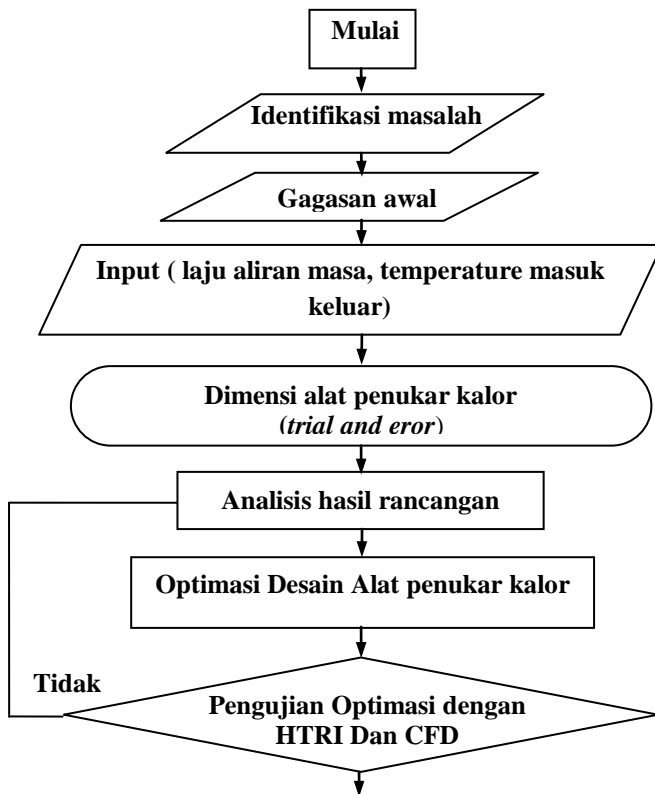 Mulai
Identifikasi masalah
Gagasan awal
Input ( laju aliran masa, temperature masuk
keluar)
Dimensi alat penukar kalor
(trial and eror)
Analisis hasil rancangan
Optimasi Desain Alat penukar kalor
Tidak
Pengujian Optimasi dengan
HTRI Dan CFD